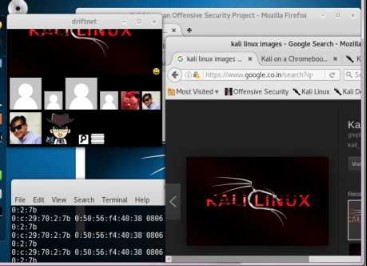 driftnet
an Offensive Security Project - Mozilla Firefox
KALI LINUX
kali linux images - Google Search - Mozilla
kali linux images ... × Kali on a Chromeboo... ×
https://www.google.co.in/search?q=
Most Visited Offensive Security Kali Linux Kali D
Ka
KALI LINUX
File Edit View Search Terminal Help
0:2:7b
0:c:29:70:2:7b 0:50:56:f4:40:38 0806
0:2:7b
0:c:29:70:2:7b 0:50:56:f4:40:38 0806
0:2:7b
0:c:29:70:2:7b 0:50:56:f4:40:38 0806
0:2:7b